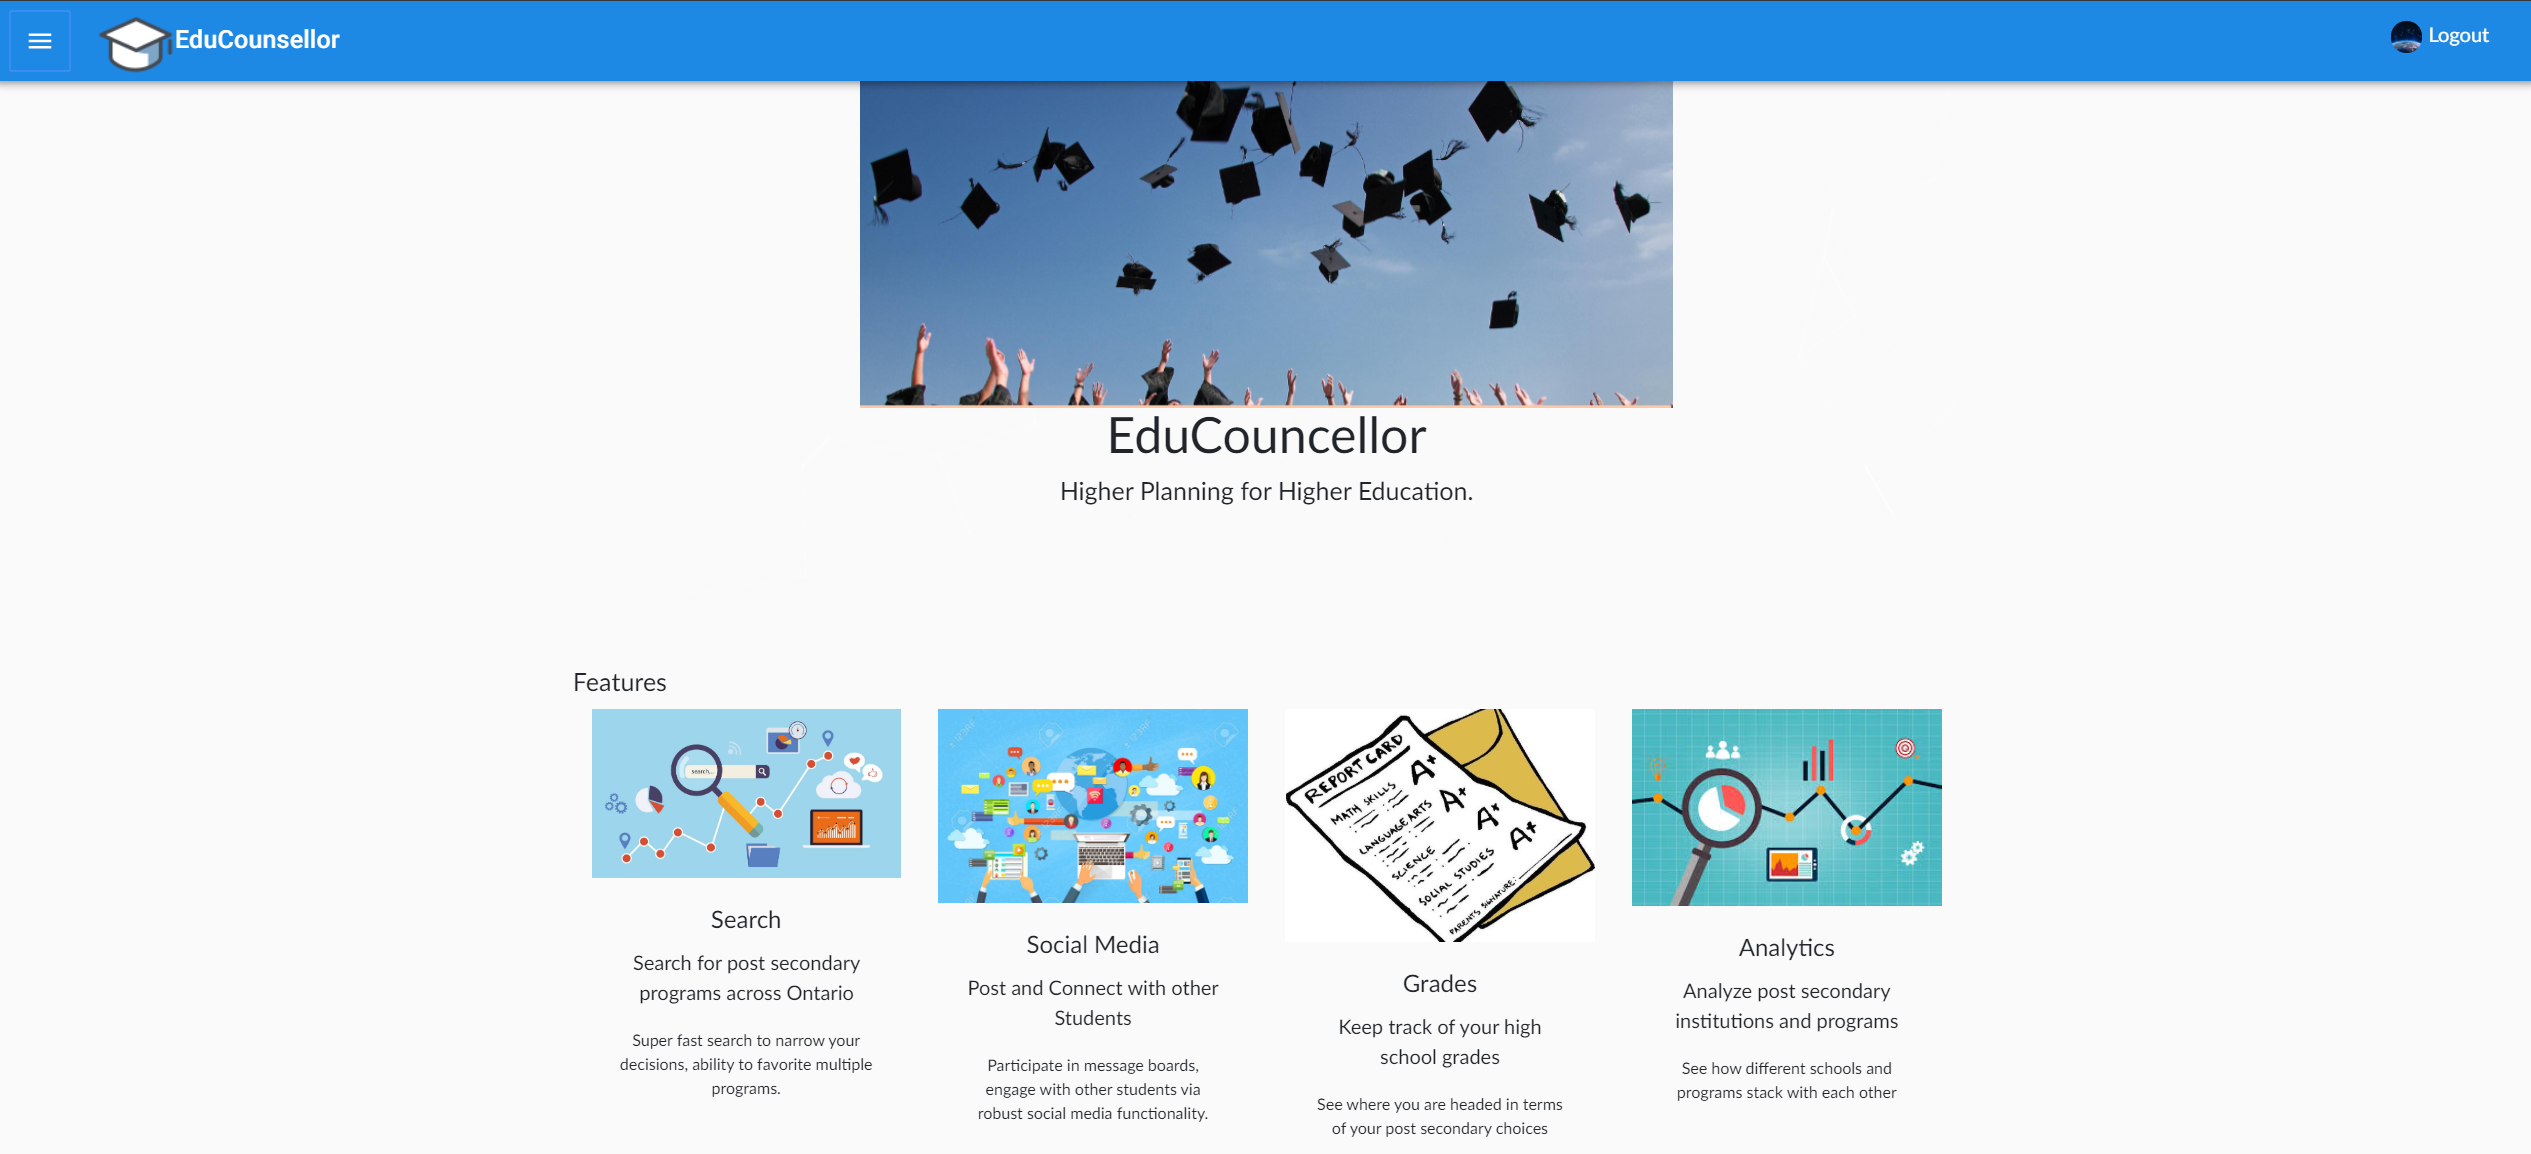 EduCounsellor
Logout
EduCouncellor
Higher Planning for Higher Education.
Features
search...
REPORT CARD
MATH SKILLS
A+
LANGUAGE ARTS
A+
SCIENCE
A+
SOCIAL STUDIES
A+
PARENTS SIGNATURE:
Search
Search for post secondary
programs across Ontario
Super fast search to narrow your
decisions, ability to favorite multiple
programs.
Social Media
Post and Connect with other
Students
Participate in message boards,
engage with other students via
robust social media functionality.
Grades
Keep track of your high
school grades
See where you are headed in terms
of your post secondary choices
Analytics
Analyze post secondary
institutions and programs
See how different schools and
programs stack with each other